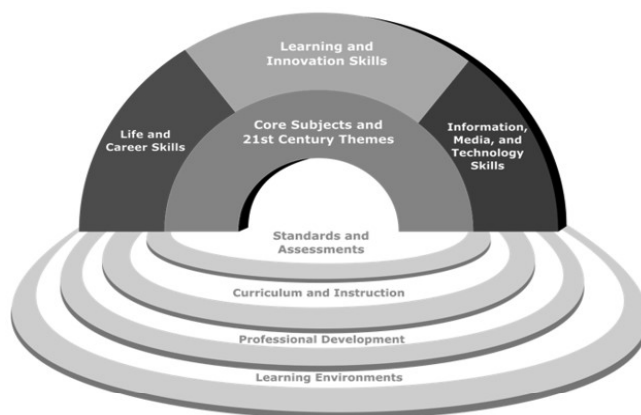 Learning and
Innovation Skills
Core Subjects and
21st Century Themes
Life and
Career Skills
Information,
Media, and
Technology
Skills
Standards and
Assessments
Curriculum and Instruction
Professional Development
Learning Environments